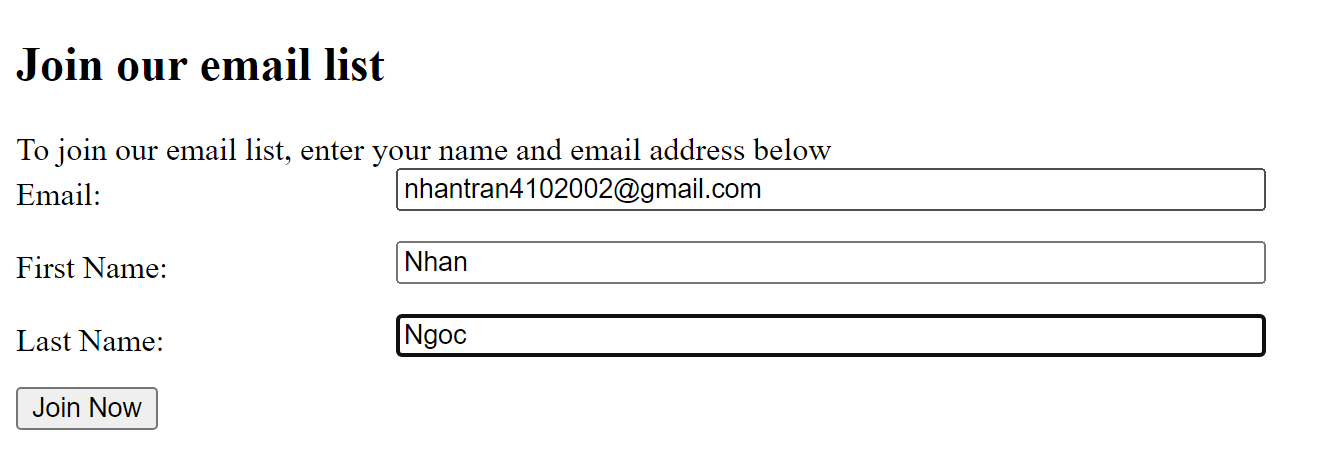 Join our email list
To join our email list, enter your name and email address below
Email: nhantran4102002@gmail.com
First Name: Nhan
Last Name: Ngoc
Join Now